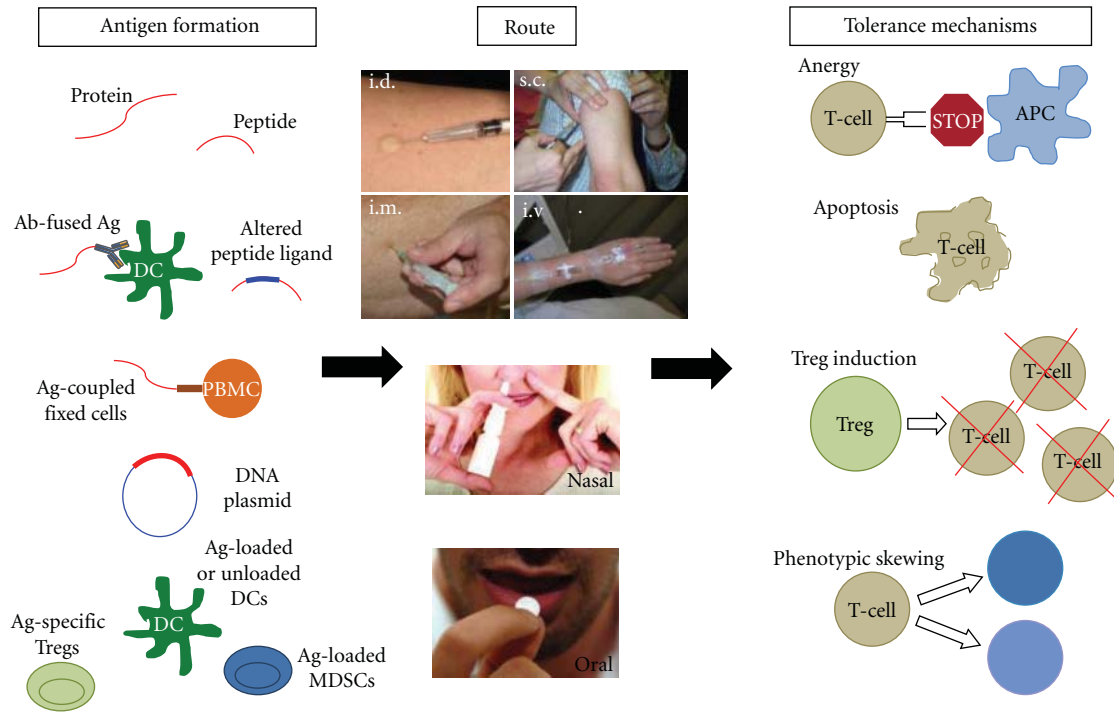 Antigen formation
Protein
Peptide
Ab-fused Ag
DC
Altered
peptide ligand
Ag-coupled
fixed cells
PBMC
DNA
plasmid
Ag-loaded
or unloaded
DCs
DC
Ag-specific
Tregs
Ag-loaded
MDSCs
Route
i.d.
s.c.
i.m.
i.v
Nasal
Oral
Tolerance mechanisms
Anergy
T-cell
STOP
APC
Apoptosis
T-cell
Treg induction
Treg
T-cell
T-cell
T-cell
Phenotypic skewing
T-cell